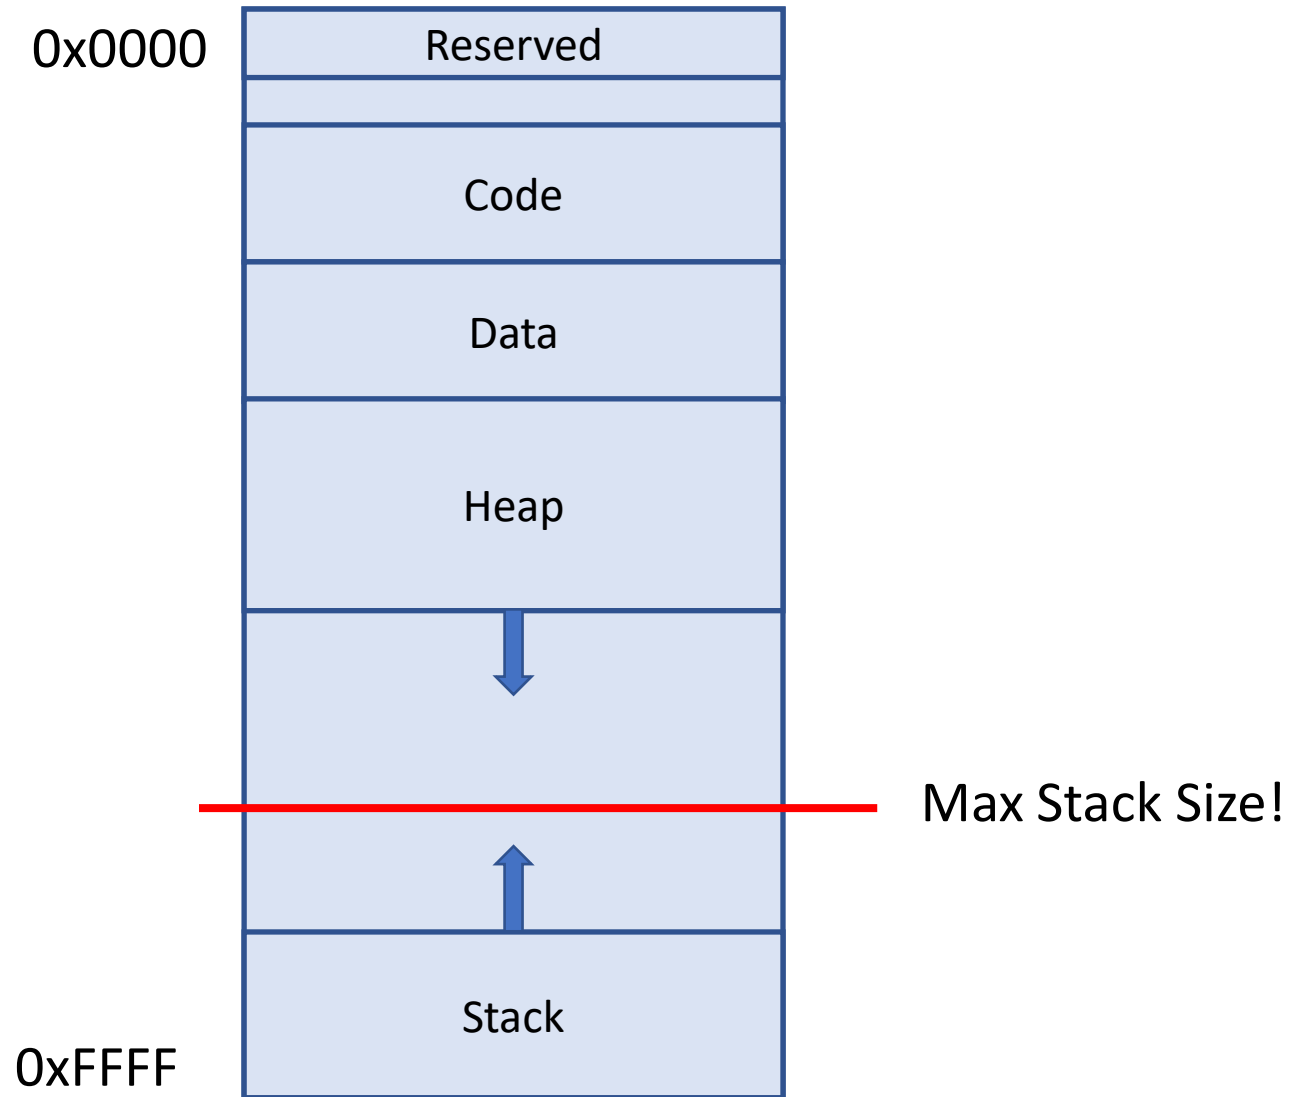 0x0000
Reserved
Code
Data
Heap
Max Stack Size!
Stack
0xFFFF